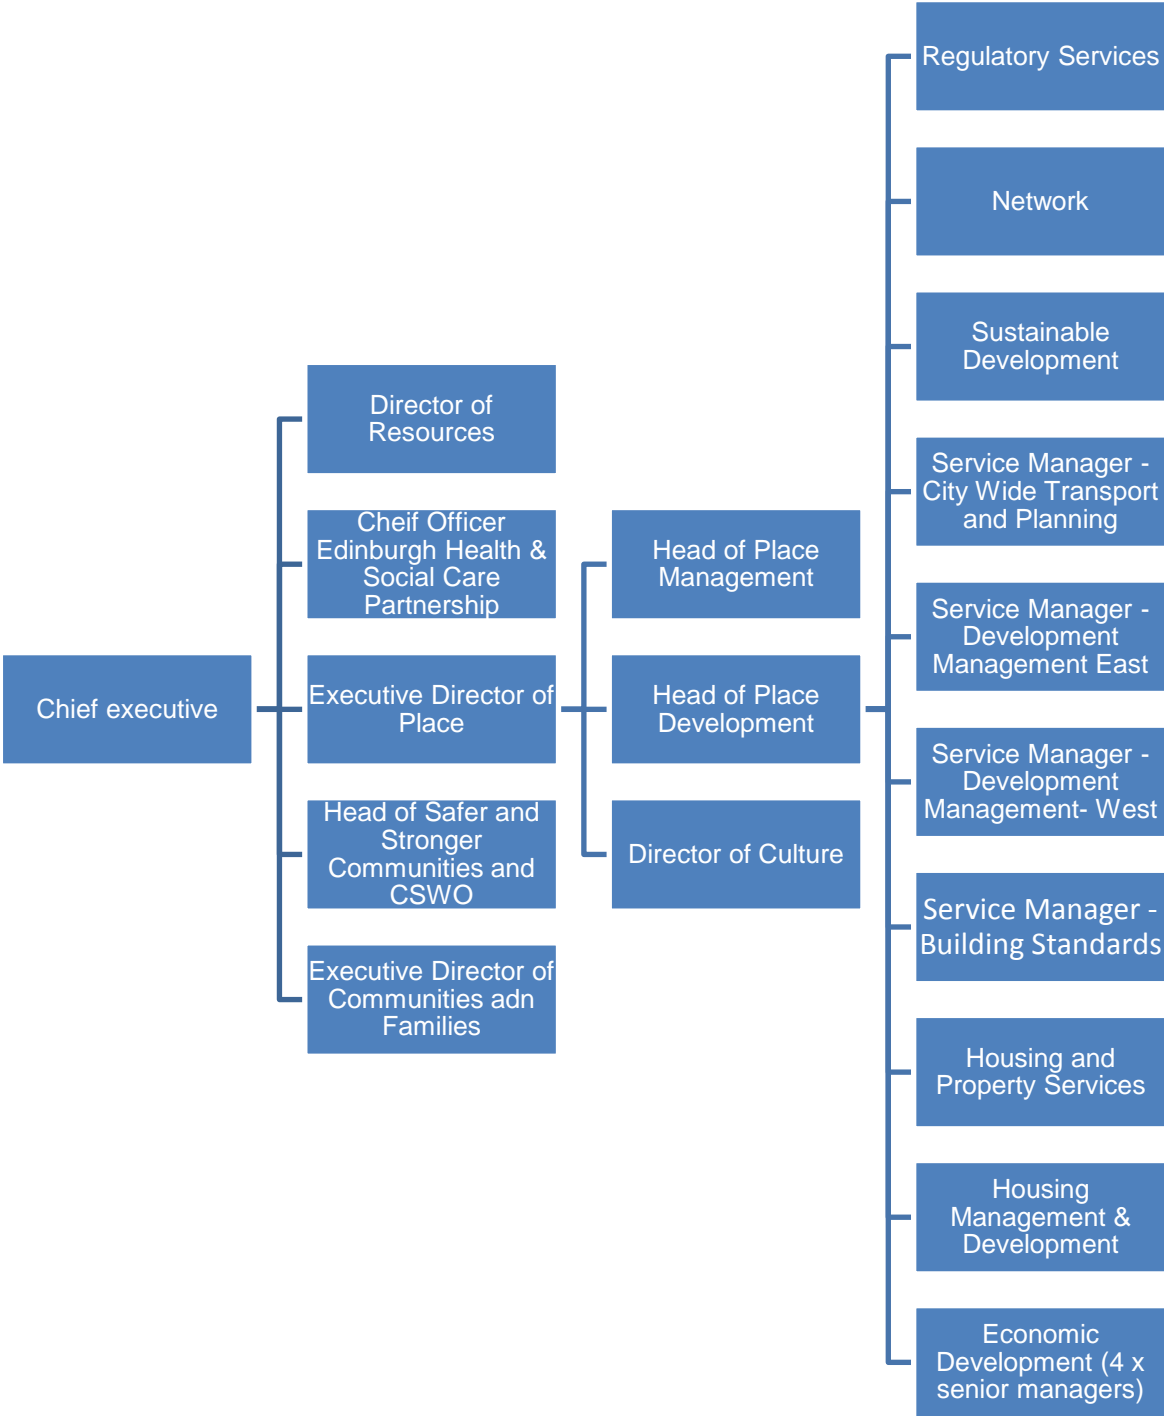 Chief executive
Director of
Resources
Cheif Officer
Edinburgh Health &
Social Care
Partnership
Executive Director of
Place
Head of Safer and
Stronger
Communities and
CSWO
Executive Director of
Communities adn
Families
Head of Place
Management
Head of Place
Development
Director of Culture
Regulatory Services
Network
Sustainable
Development
Service Manager -
City Wide Transport
and Planning
Service Manager -
Development
Management East
Service Manager -
Development
Management- West
Service Manager -
Building Standards
Housing and
Property Services
Housing
Management &
Development
Economic
Development (4 x
senior managers)